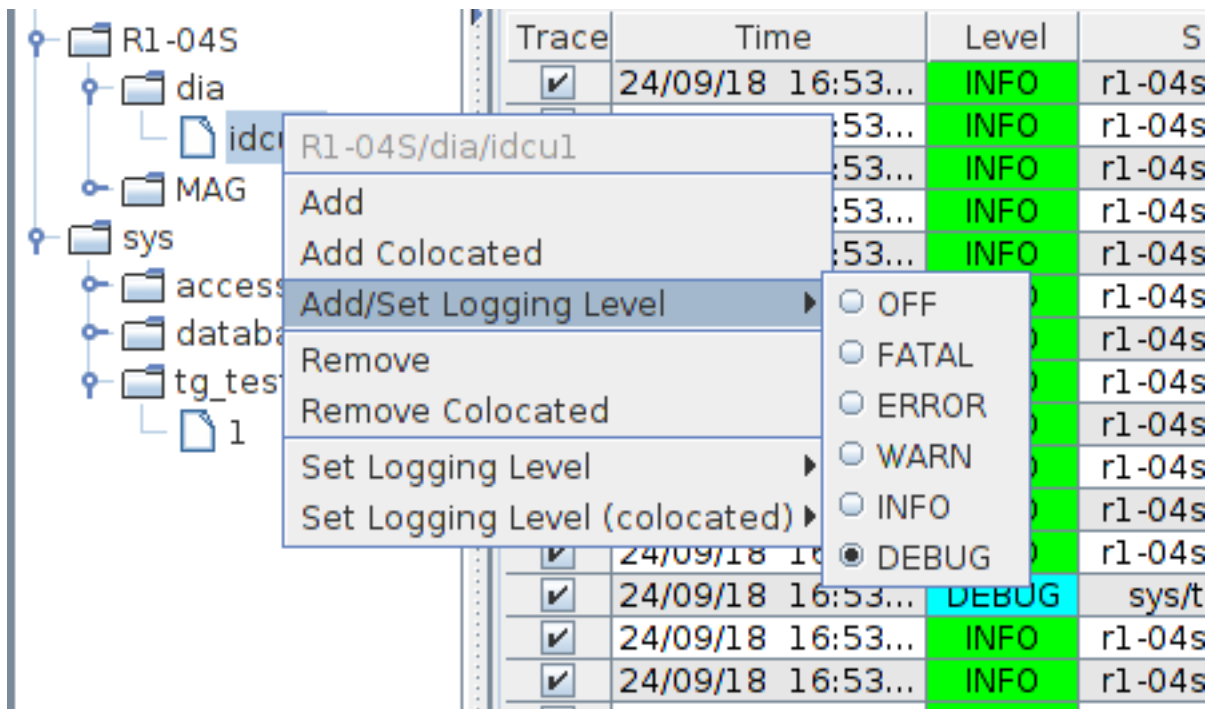 R1-04S
dia
idcu
MAG
sys
access
databa
tg_test
1
Trace Time Level S
24/09/18 16:53... INFO r1-04s
:53... INFO r1-04s
:53... INFO r1-04s
:53... INFO r1-04s
:53... INFO r1-04s
r1-04s
r1-04s
r1-04s
r1-04s
r1-04s
r1-04s
24/09/18 16 r1-04s
24/09/18 16:53... DEBUG sys/t
24/09/18 16:53... INFO r1-04s
24/09/18 16:53... INFO r1-04s
R1-04S/dia/idcu1
Add
Add Colocated
Add/Set Logging Level
Remove
Remove Colocated
Set Logging Level
Set Logging Level (colocated)
OFF
FATAL
ERROR
WARN
INFO
DEBUG